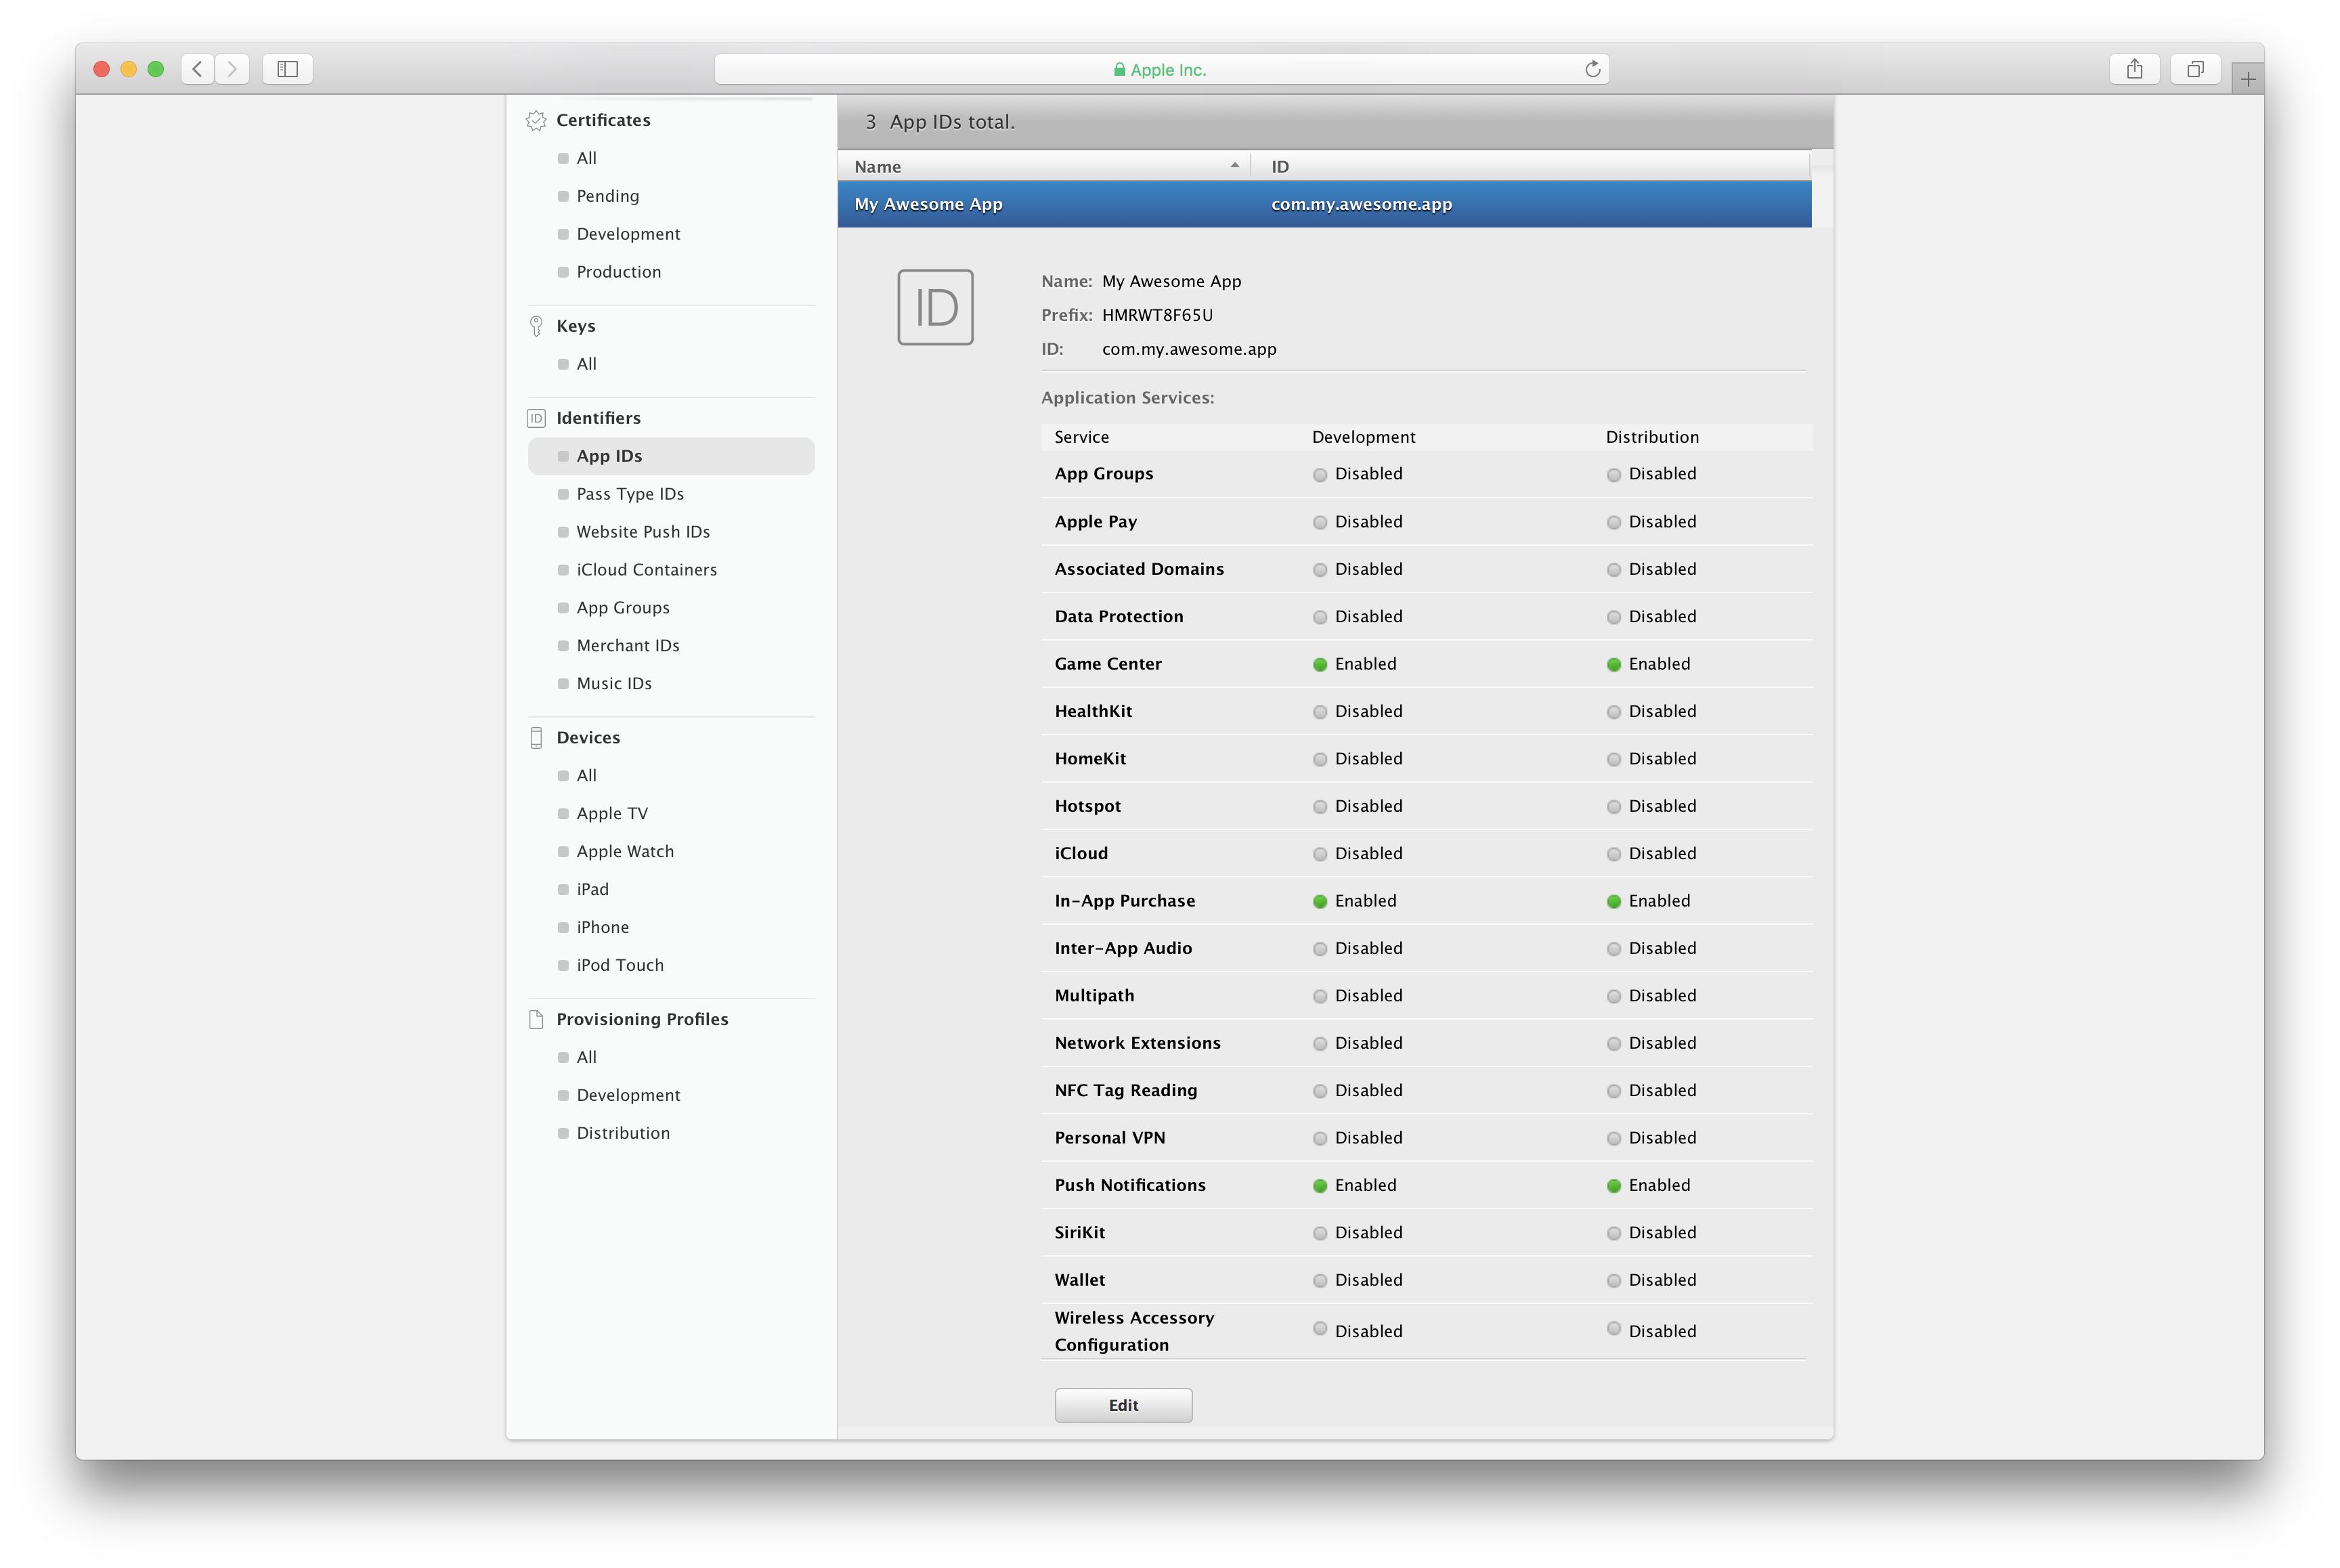 Apple Inc.
Certificates
All
Pending
Development
Production
Keys
All
ID Identifiers
App IDs
Pass Type IDs
Website Push IDs
iCloud Containers
App Groups
Merchant IDs
Music IDs
Devices
All
Apple TV
Apple Watch
iPad
iPhone
iPod Touch
Provisioning Profiles
All
Development
Distribution
3 App IDs total.
Name ID
My Awesome App com.my.awesome.app
ID
Name: My Awesome App
Prefix: HMRWT8F65U
ID: com.my.awesome.app
Application Services:
Service Development Distribution
App Groups Disabled Disabled
Apple Pay Disabled Disabled
Associated Domains Disabled Disabled
Data Protection Disabled Disabled
Game Center Enabled Enabled
HealthKit Disabled Disabled
HomeKit Disabled Disabled
Hotspot Disabled Disabled
iCloud Disabled Disabled
In-App Purchase Enabled Enabled
Inter-App Audio Disabled Disabled
Multipath Disabled Disabled
Network Extensions Disabled Disabled
NFC Tag Reading Disabled Disabled
Personal VPN Disabled Disabled
Push Notifications Enabled Enabled
SiriKit Disabled Disabled
Wallet Disabled Disabled
Wireless Accessory
Configuration Disabled Disabled
Edit